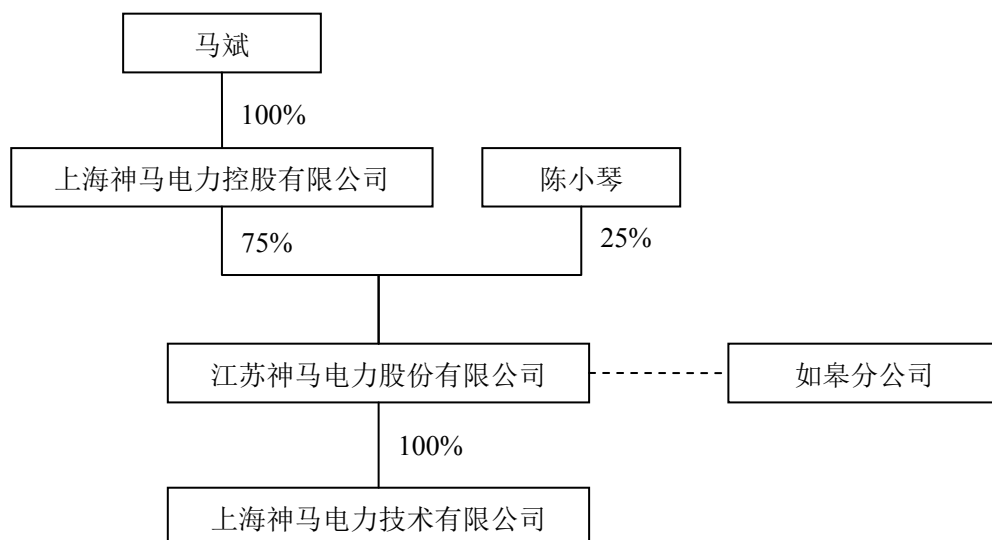 马斌
100%
上海神马电力控股有限公司
陈小琴
75%
25%
江苏神马电力股份有限公司
如皋分公司
100%
上海神马电力技术有限公司